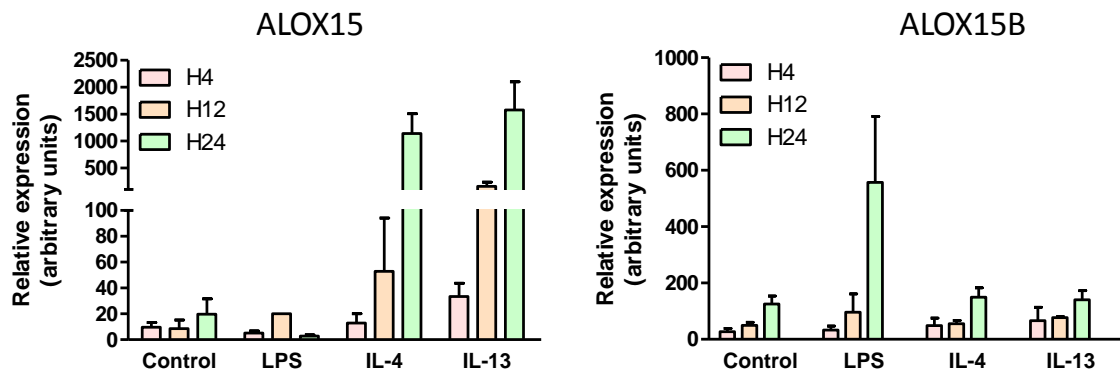 ALOX15
Relative expression
(arbitrary units)
2500
2000
1500
1000
500
100
80
60
40
20
0
H4
H12
H24
Control LPS IL-4 IL-13
ALOX15B
Relative expression
(arbitrary units)
1000
800
600
400
200
0
H4
H12
H24
Control LPS IL-4 IL-13